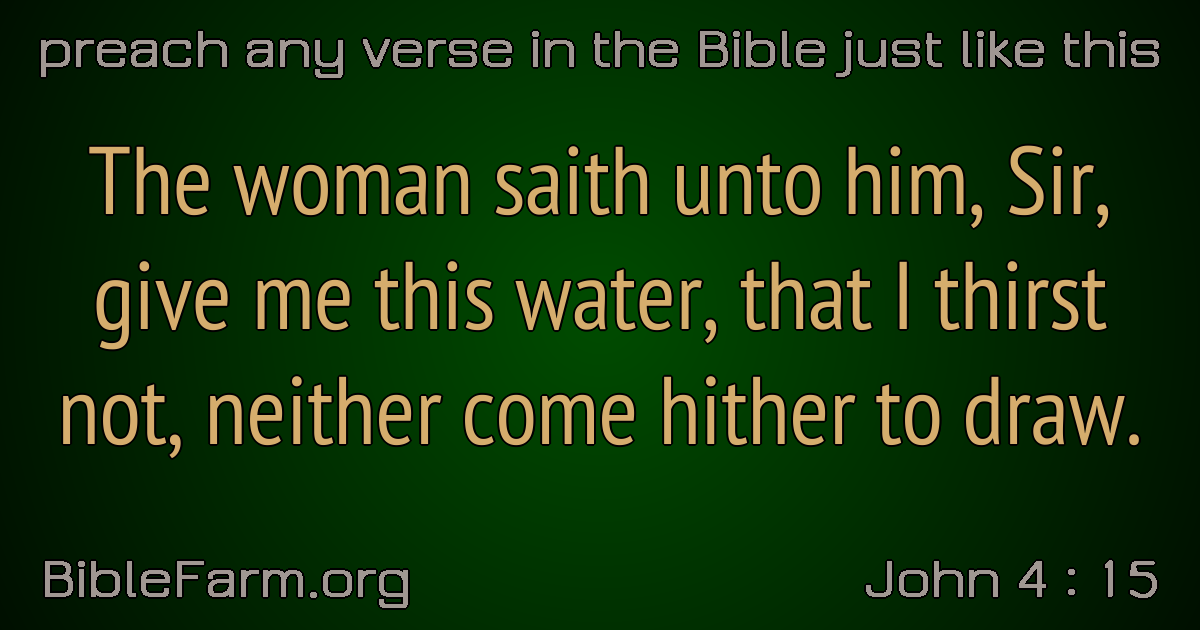 preach any verse in the Bible just like this
The woman saith unto him, Sir,
give me this water, that I thirst
not, neither come hither to draw.
BibleFarm.org
John 4 : 15